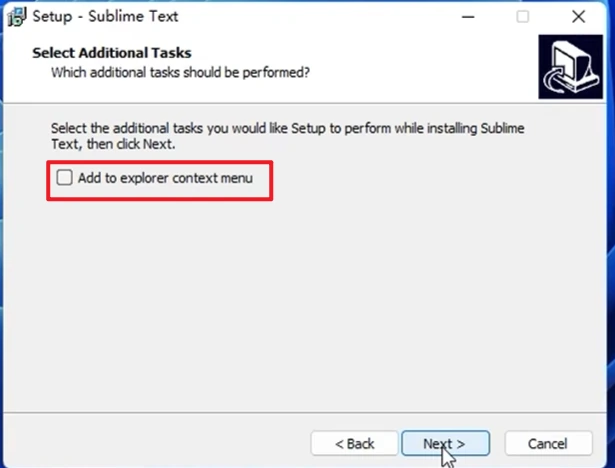 Setup - Sublime Text
Select Additional Tasks
Which additional tasks should be performed?
Select the additional tasks you would like Setup to perform while installing Sublime
Text, then click Next.
Add to explorer context menu
< Back
Next >
Cancel